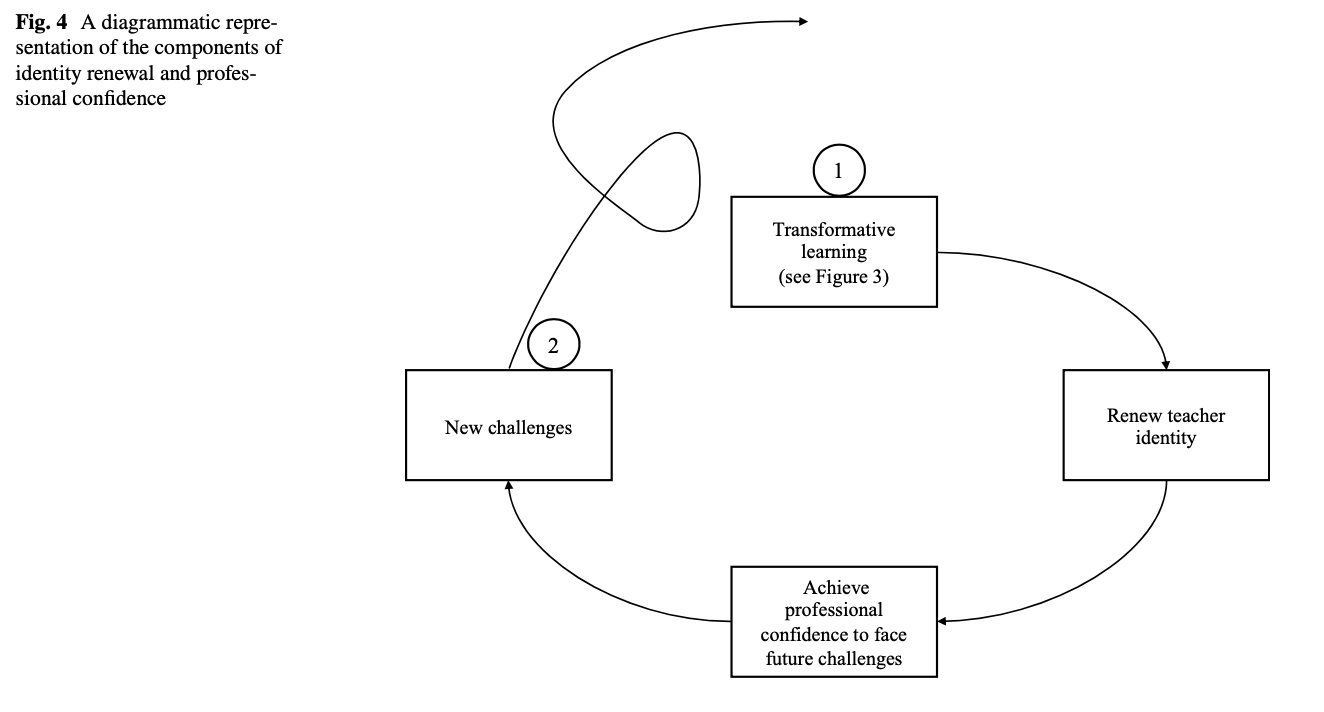 Fig. 4 A diagrammatic repre-
sentation of the components of
identity renewal and profes-
sional confidence
1
Transformative
learning
(see Figure 3)
2
New challenges
Renew teacher
identity
Achieve
professional
confidence to face
future challenges